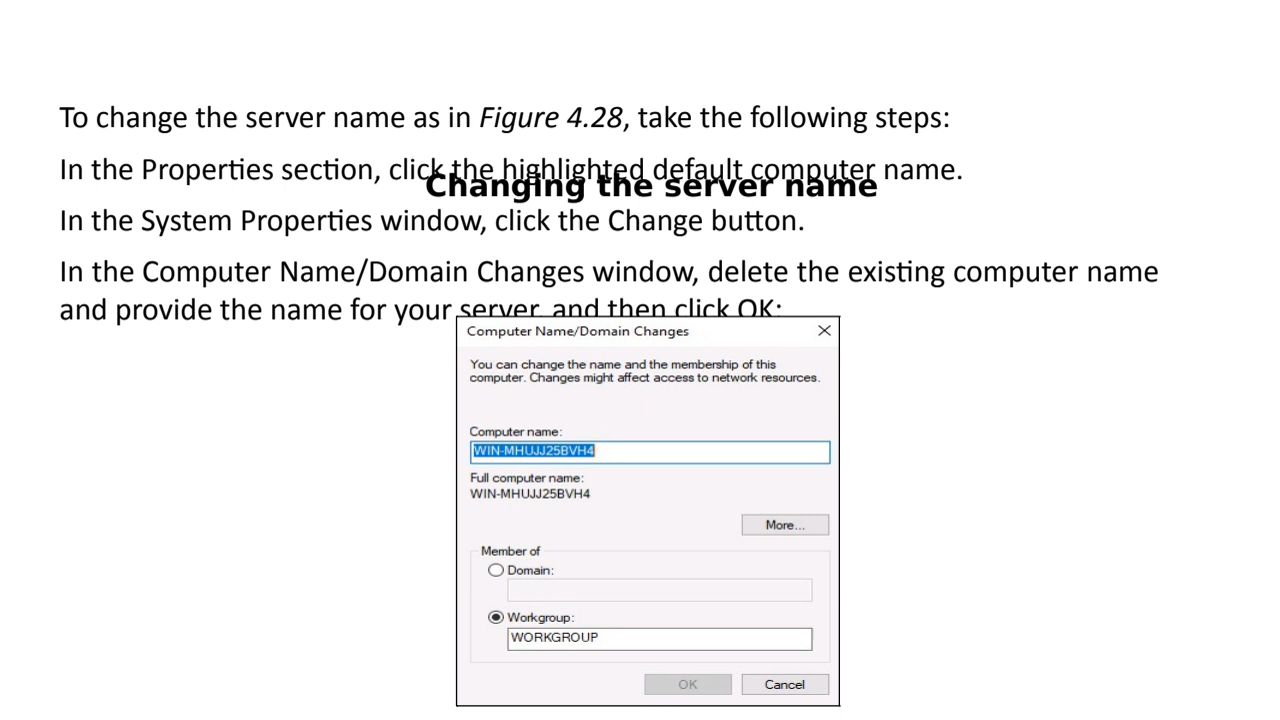 To change the server name as in Figure 4.28, take the following steps:
In the Properties section, click the highlighted default computer name.
Changing the server name
In the System Properties window, click the Change button.
In the Computer Name/Domain Changes window, delete the existing computer name
and provide the name for your server, and then click OK:
Computer Name/Domain Changes
You can change the name and the membership of this
computer. Changes might affect access to network resources.
Computer name:
WIN-MHUJJ25BVH4
Full computer name:
WIN-MHUJJ25BVH4
More...
Member of
Domain:
Workgroup:
WORKGROUP
OK Cancel